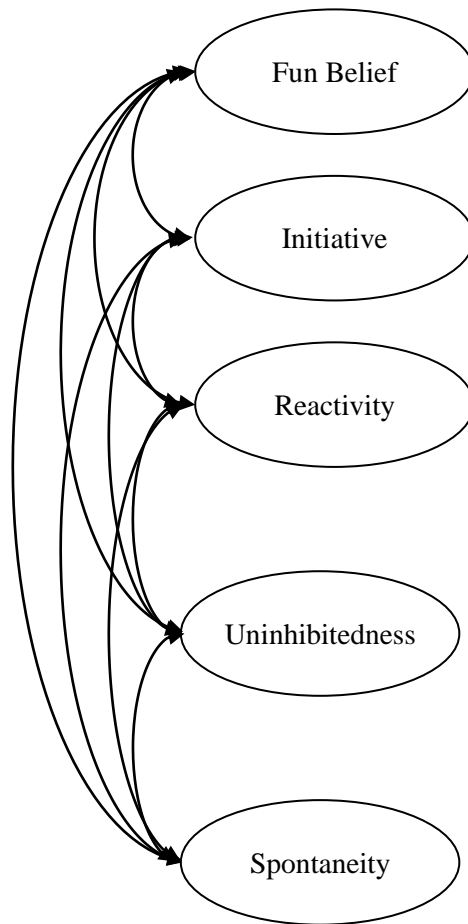 Fun Belief
Initiative
Reactivity
Uninhibitedness
Spontaneity